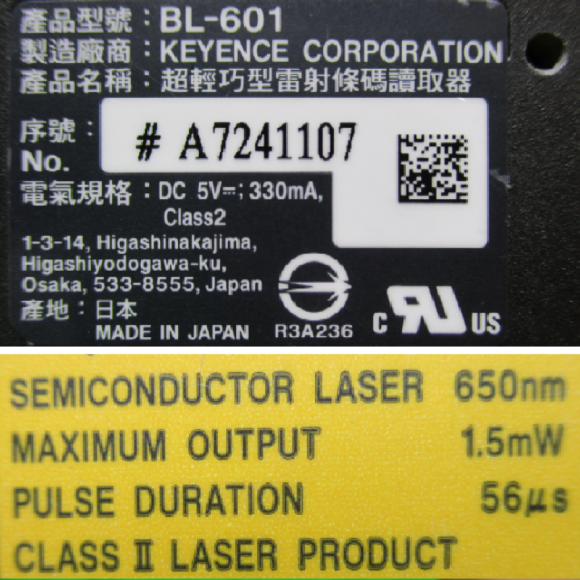 產品型號：BL-601
製造廠商：KEYENCE CORPORATION
產品名稱：超輕巧型雷射條碼讀取器
序號：
No.
# A7241107
電氣規格：DC 5V⎓; 330mA,
Class2
1-3-14, Higashinakajima,
Higashiyodogawa-ku,
Osaka, 533-8555, Japan
產地：日本
MADE IN JAPAN
R3A236
c RU US
SEMICONDUCTOR LASER 650nm
MAXIMUM OUTPUT 1.5mW
PULSE DURATION 56μs
CLASS II LASER PRODUCT